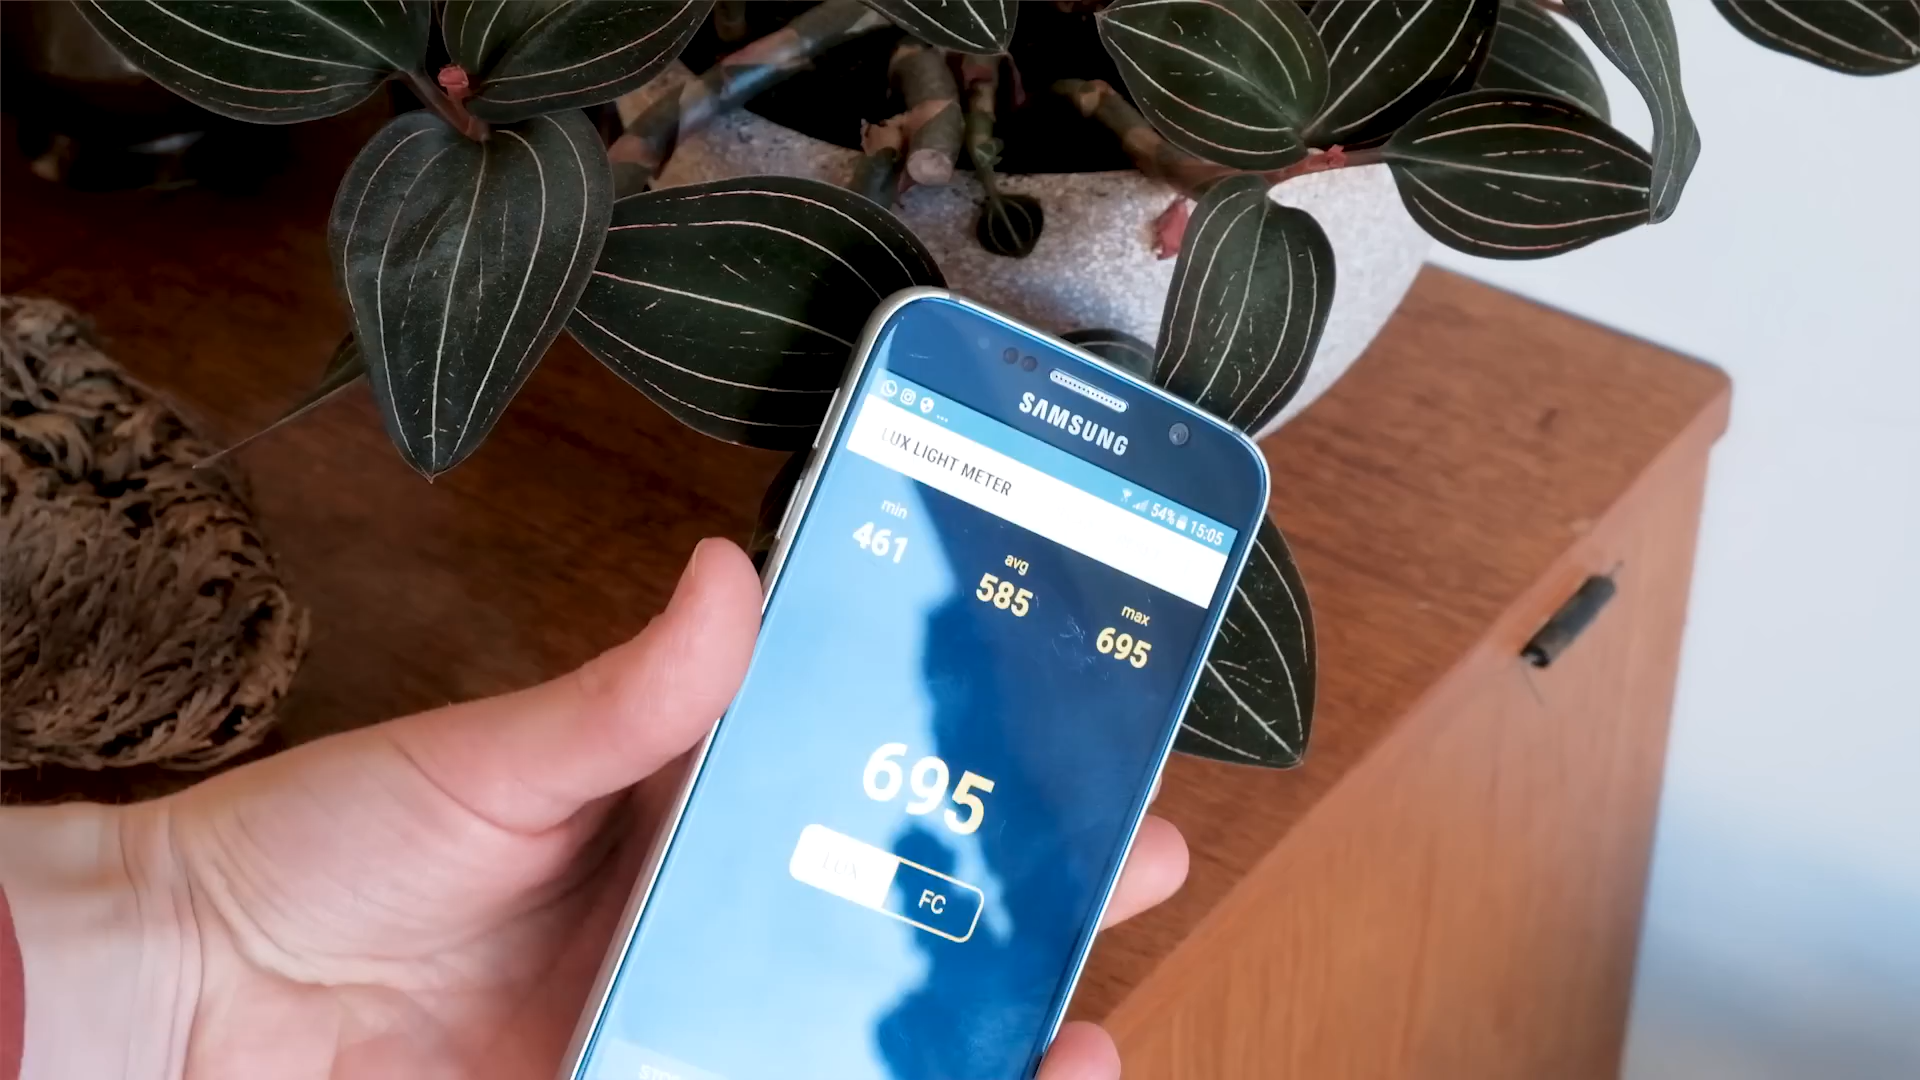 SAMSUNG
54% 15:05
LUX LIGHT METER
min
461
avg
585
max
695
695
LUX FC